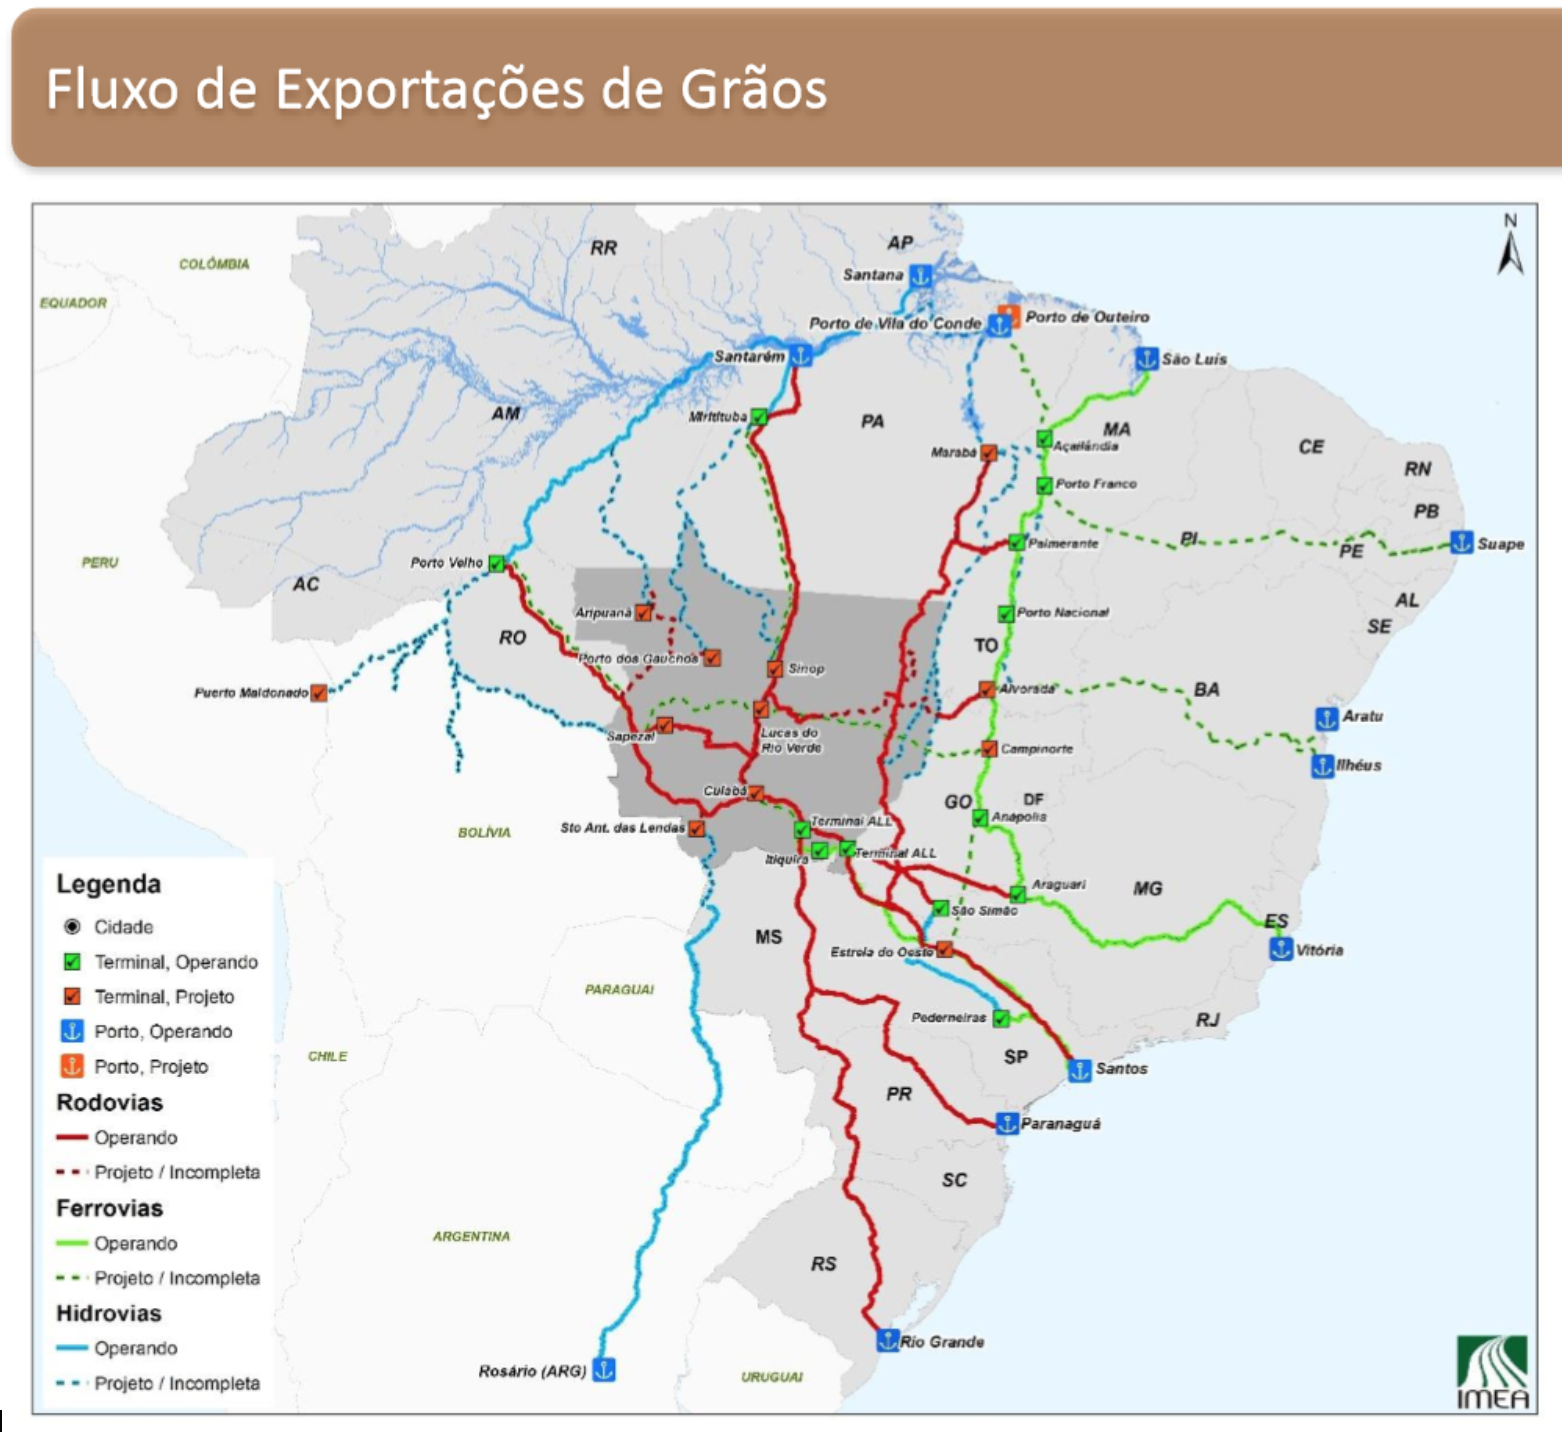 Fluxo de Exportações de Grãos
N
COLÔMBIA
RR
AP
EQUADOR
Santana
Porto de Vila do Conde
Porto de Outeiro
Santarém
São Luís
AM
Miritituba
PA
MA
Açailândia
CE
Marabá
RN
Porto Franco
PB
PI
PE
Suape
Palmerante
PERU
Porto Velho
AC
AL
Aripuanã
Porto Nacional
SE
RO
TO
Porto dos Gaúchos
Sinop
Puerto Maldonado
Alvorada
BA
Aratu
Sapezal
Lucas do
Rio Verde
Campinorte
Ilhéus
Cuiabá
GO
DF
Anápolis
BOLÍVIA
Sto Ant. das Lendas
Terminal ALL
Itiquira
Terminal ALL
Araguari
MG
São Simão
ES
MS
Estrela do Oeste
Vitória
PARAGUAI
Pederneiras
RJ
CHILE
SP
Santos
PR
Paranaguá
SC
ARGENTINA
RS
Rio Grande
Rosário (ARG)
URUGUAI
Legenda
Cidade
Terminal, Operando
Terminal, Projeto
Porto, Operando
Porto, Projeto
Rodovias
Operando
Projeto / Incompleta
Ferrovias
Operando
Projeto / Incompleta
Hidrovias
Operando
Projeto / Incompleta
IMEA